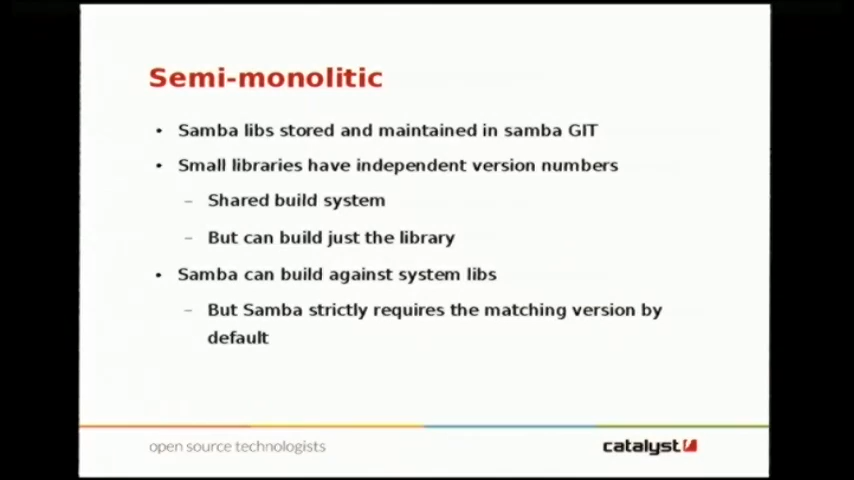 Semi-monolitic
• Samba libs stored and maintained in samba GIT
• Small libraries have independent version numbers
– Shared build system
– But can build just the library
• Samba can build against system libs
– But Samba strictly requires the matching version by
default
open source technologists
catalyst